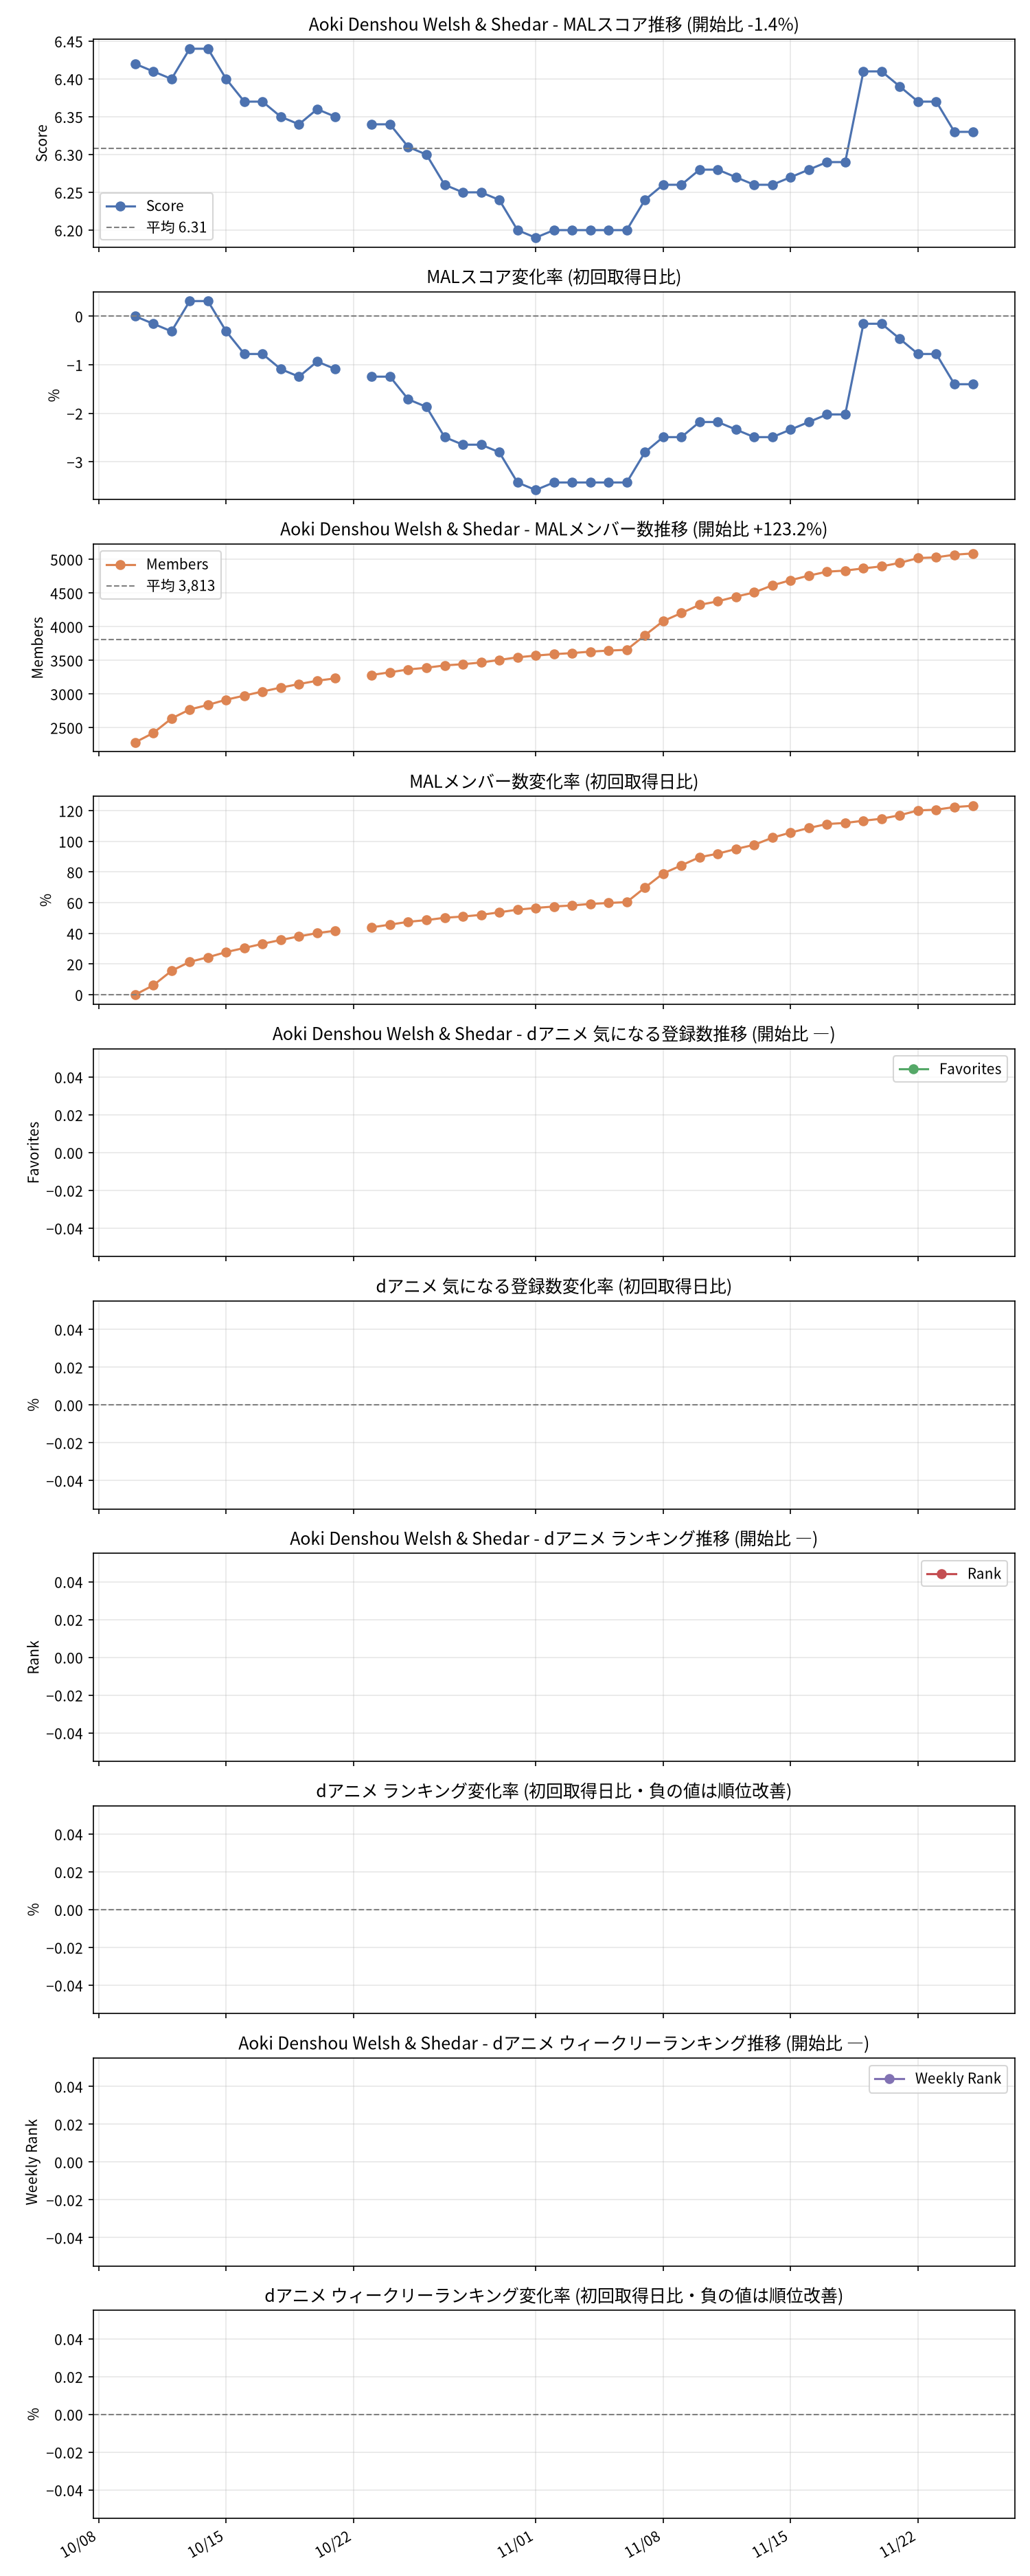 Aoki Denshou Welsh & Shedar - MALスコア推移 (開始比 -1.4%)
6.45
6.40
6.35
6.30
6.25
6.20
Score
Score
平均 6.31
MALスコア変化率 (初回取得日比)
0
−1
−2
−3
%
Aoki Denshou Welsh & Shedar - MALメンバー数推移 (開始比 +123.2%)
5000
4500
4000
3500
3000
2500
Members
Members
平均 3,813
MALメンバー数変化率 (初回取得日比)
120
100
80
60
40
20
0
%
Aoki Denshou Welsh & Shedar - dアニメ 気になる登録数推移 (開始比 —)
0.04
0.02
0.00
−0.02
−0.04
Favorites
Favorites
dアニメ 気になる登録数変化率 (初回取得日比)
0.04
0.02
0.00
−0.02
−0.04
%
Aoki Denshou Welsh & Shedar - dアニメ ランキング推移 (開始比 —)
0.04
0.02
0.00
−0.02
−0.04
Rank
Rank
dアニメ ランキング変化率 (初回取得日比・負の値は順位改善)
0.04
0.02
0.00
−0.02
−0.04
%
Aoki Denshou Welsh & Shedar - dアニメ ウィークリーランキング推移 (開始比 —)
0.04
0.02
0.00
−0.02
−0.04
Weekly Rank
Weekly Rank
dアニメ ウィークリーランキング変化率 (初回取得日比・負の値は順位改善)
0.04
0.02
0.00
−0.02
−0.04
%
10/08
10/15
10/22
11/01
11/08
11/15
11/22